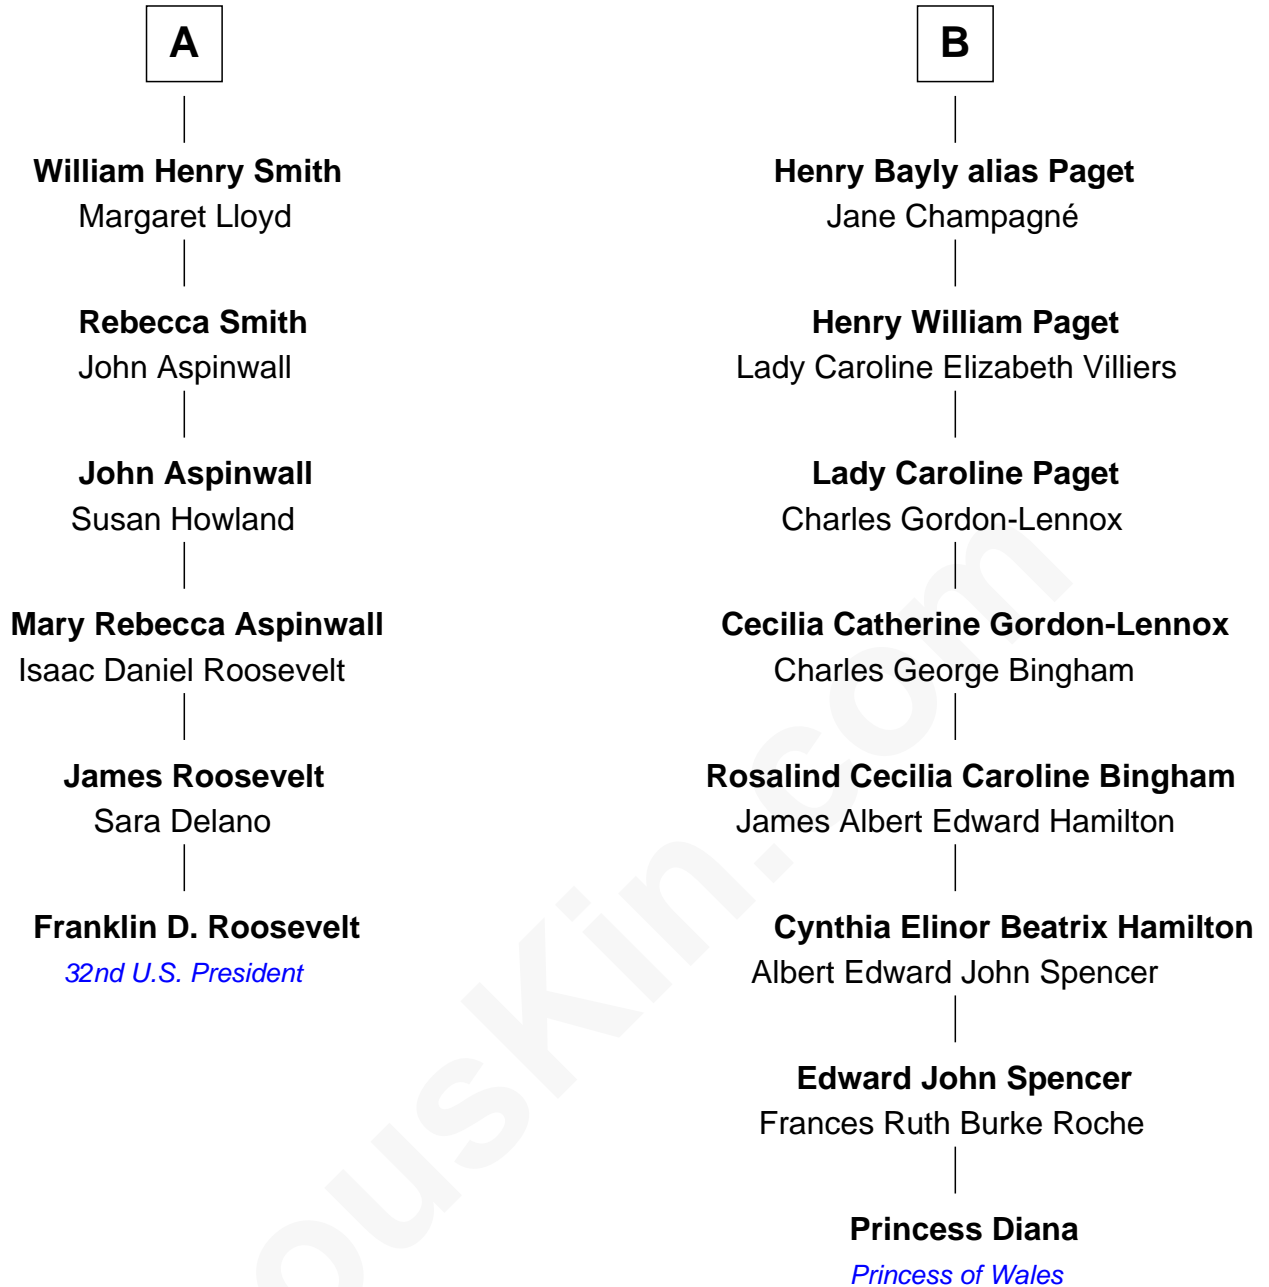 A
William Henry Smith
Margaret Lloyd
Rebecca Smith
John Aspinwall
John Aspinwall
Susan Howland
Mary Rebecca Aspinwall
Isaac Daniel Roosevelt
James Roosevelt
Sara Delano
Franklin D. Roosevelt
32nd U.S. President
B
Henry Bayly alias Paget
Jane Champagné
Henry William Paget
Lady Caroline Elizabeth Villiers
Lady Caroline Paget
Charles Gordon-Lennox
Cecilia Catherine Gordon-Lennox
Charles George Bingham
Rosalind Cecilia Caroline Bingham
James Albert Edward Hamilton
Cynthia Elinor Beatrix Hamilton
Albert Edward John Spencer
Edward John Spencer
Frances Ruth Burke Roche
Princess Diana
Princess of Wales
ousKin.com